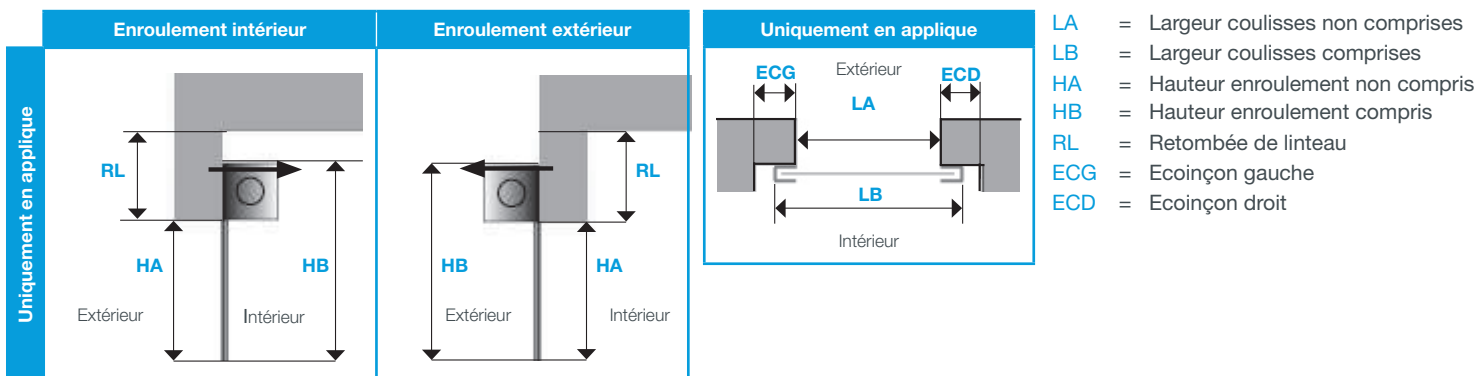 Enroulement intérieur
Enroulement extérieur
Uniquement en applique
Uniquement en applique
RL
HA
HB
Extérieur
Intérieur
RL
HB
HA
Extérieur
Intérieur
ECG
Extérieur
ECD
LA
LB
Intérieur
LA = Largeur coulisses non comprises
LB = Largeur coulisses comprises
HA = Hauteur enroulement non compris
HB = Hauteur enroulement compris
RL = Retombée de linteau
ECG = Ecoinçon gauche
ECD = Ecoinçon droit